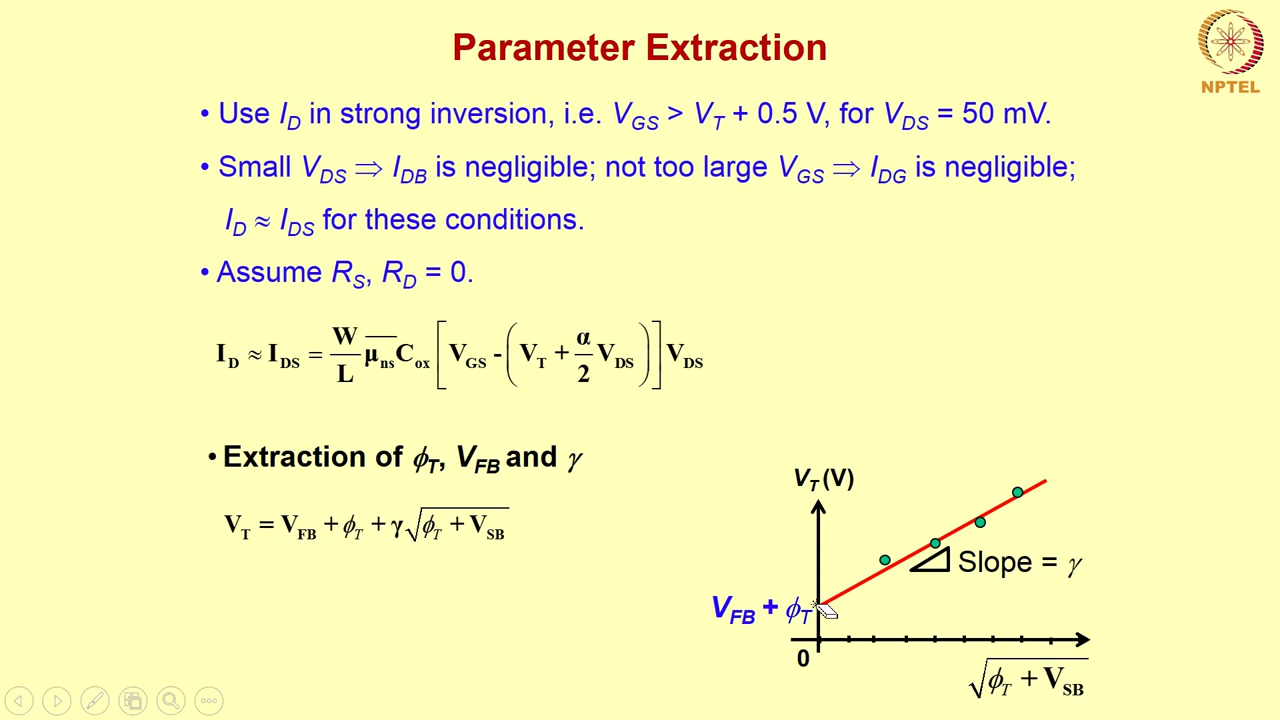 Parameter Extraction
NPTEL
• Use I_D in strong inversion, i.e. V_GS > V_T + 0.5 V, for V_DS = 50 mV.
• Small V_DS ⇒ I_DB is negligible; not too large V_GS ⇒ I_DG is negligible;
I_D ≈ I_DS for these conditions.
• Assume R_S, R_D = 0.
I_D ≈ I_DS = W/L \overline{μ_ns} C_ox [V_GS - (V_T + α/2 V_DS)] V_DS
• Extraction of ϕ_T, V_FB and γ
V_T = V_FB + ϕ_T + γ√(ϕ_T + V_SB)
V_T (V)
Slope = γ
V_FB + ϕ_T
0
√(ϕ_T + V_SB)